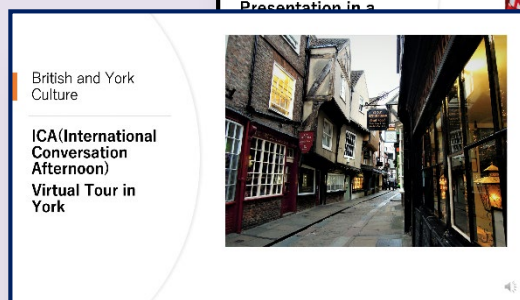 Presentation in a
British and York
Culture
ICA(International
Conversation
Afternoon)
Virtual Tour in
York